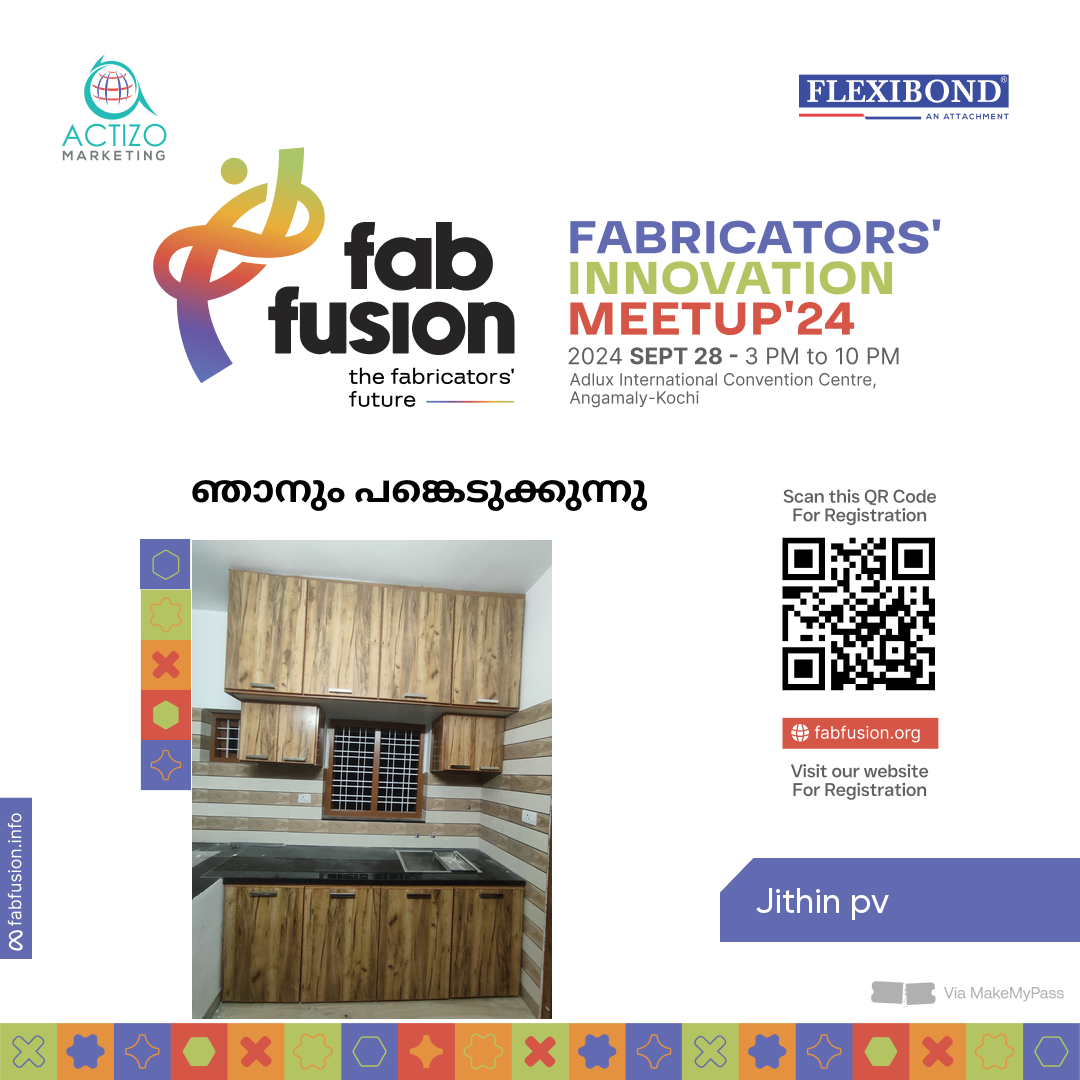 ACTIZO
MARKETING
FLEXIBOND®
AN ATTACHMENT
fab
fusion
the fabricators'
future
FABRICATORS'
INNOVATION
MEETUP'24
2024 SEPT 28 - 3 PM to 10 PM
Adlux International Convention Centre,
Angamaly-Kochi
ഞാനും പങ്കെടുക്കുന്നു
Scan this QR Code
For Registration
fabfusion.org
Visit our website
For Registration
fabfusion.info
Jithin pv
Via MakeMyPass